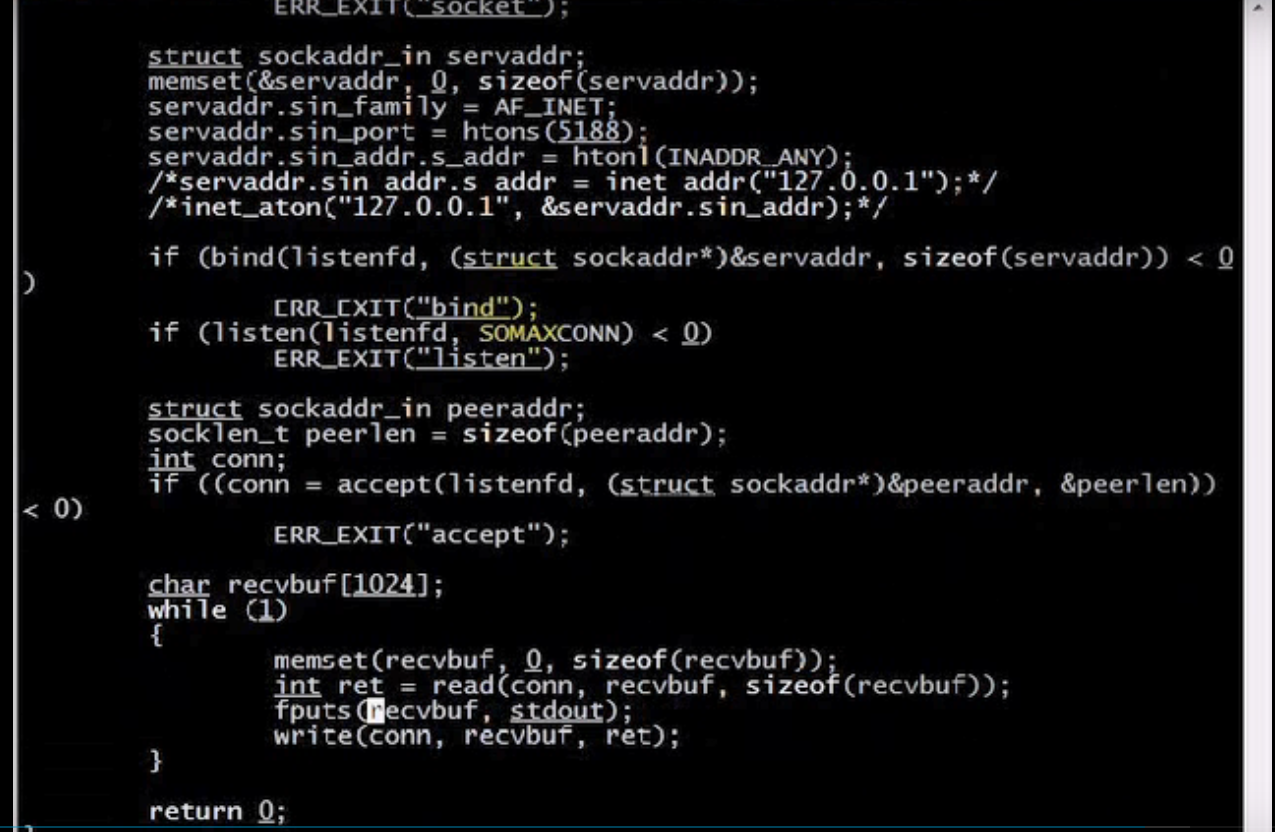 ERR_EXIT("socket");
struct sockaddr_in servaddr;
memset(&servaddr, 0, sizeof(servaddr));
servaddr.sin_family = AF_INET;
servaddr.sin_port = htons(5188);
servaddr.sin_addr.s_addr = htonl(INADDR_ANY);
/*servaddr.sin_addr.s_addr = inet_addr("127.0.0.1");*/
/*inet_aton("127.0.0.1", &servaddr.sin_addr);*/
if (bind(listenfd, (struct sockaddr*)&servaddr, sizeof(servaddr)) < 0
)
ERR_EXIT("bind");
if (listen(listenfd, SOMAXCONN) < 0)
ERR_EXIT("listen");
struct sockaddr_in peeraddr;
socklen_t peerlen = sizeof(peeraddr);
int conn;
if ((conn = accept(listenfd, (struct sockaddr*)&peeraddr, &peerlen))
< 0)
ERR_EXIT("accept");
char recvbuf[1024];
while (1)
{
memset(recvbuf, 0, sizeof(recvbuf));
int ret = read(conn, recvbuf, sizeof(recvbuf));
fputs(recvbuf, stdout);
write(conn, recvbuf, ret);
}
return 0;